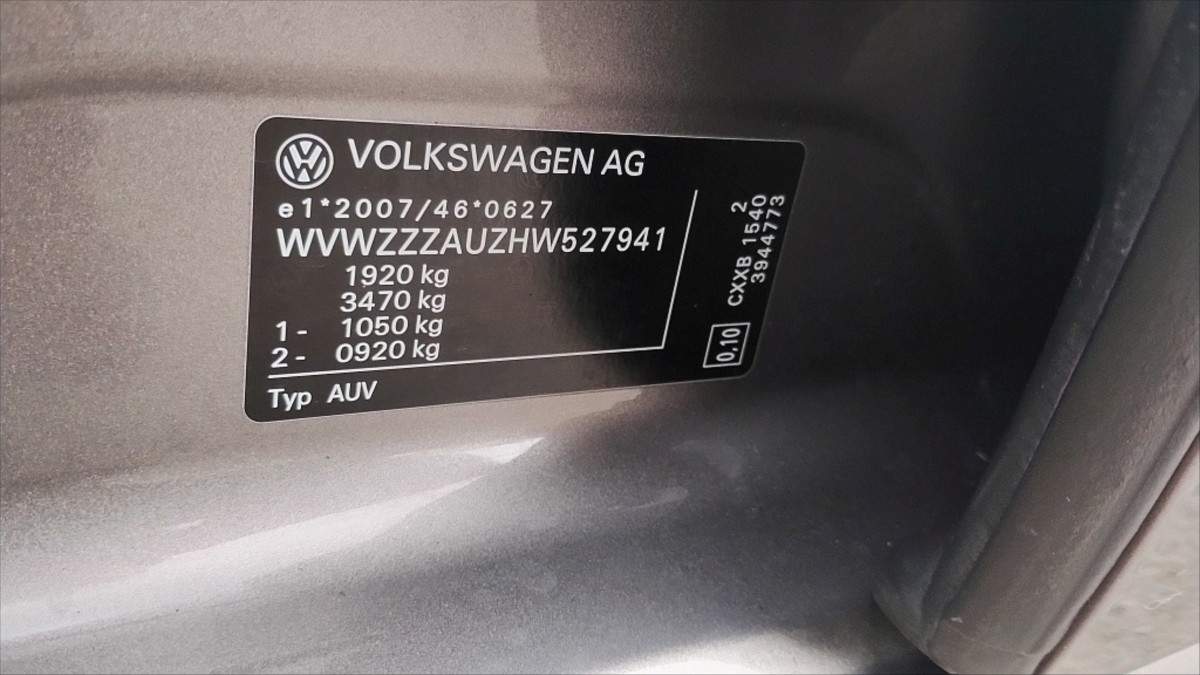 VOLKSWAGEN AG
e1*2007/46*0627
WVWZZZAUZHW527941
1920 kg
3470 kg
1- 1050 kg
2- 0920 kg
Typ AUV
2
CXXB 1540
3944773
0,10